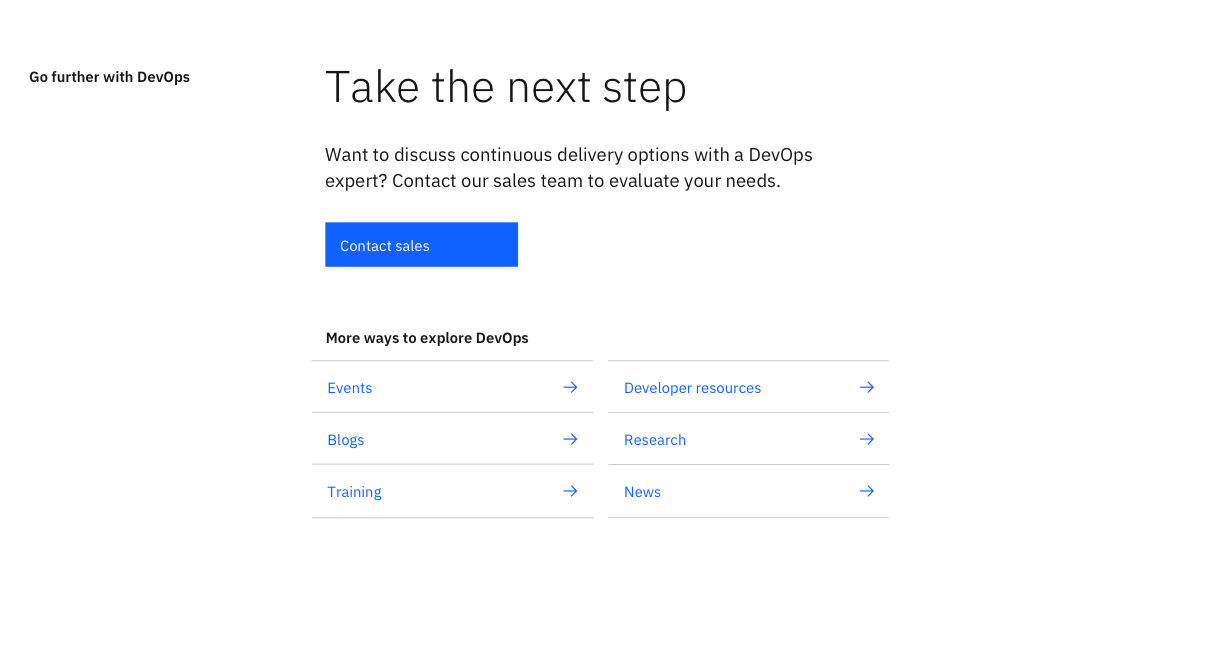 Go further with DevOps
Take the next step
Want to discuss continuous delivery options with a DevOps
expert? Contact our sales team to evaluate your needs.
Contact sales
More ways to explore DevOps
Events
Developer resources
Blogs
Research
Training
News